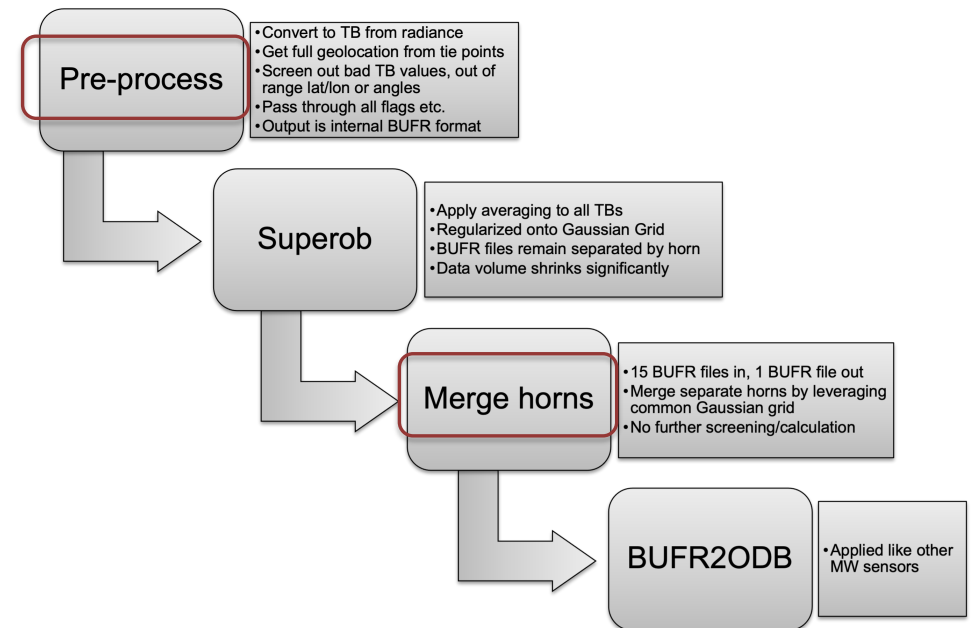 Pre-process
•Convert to TB from radiance
•Get full geolocation from tie points
•Screen out bad TB values, out of
range lat/lon or angles
•Pass through all flags etc.
•Output is internal BUFR format
Superob
•Apply averaging to all TBs
•Regularized onto Gaussian Grid
•BUFR files remain separated by horn
•Data volume shrinks significantly
Merge horns
•15 BUFR files in, 1 BUFR file out
•Merge separate horns by leveraging
common Gaussian grid
•No further screening/calculation
BUFR2ODB
•Applied like other
MW sensors